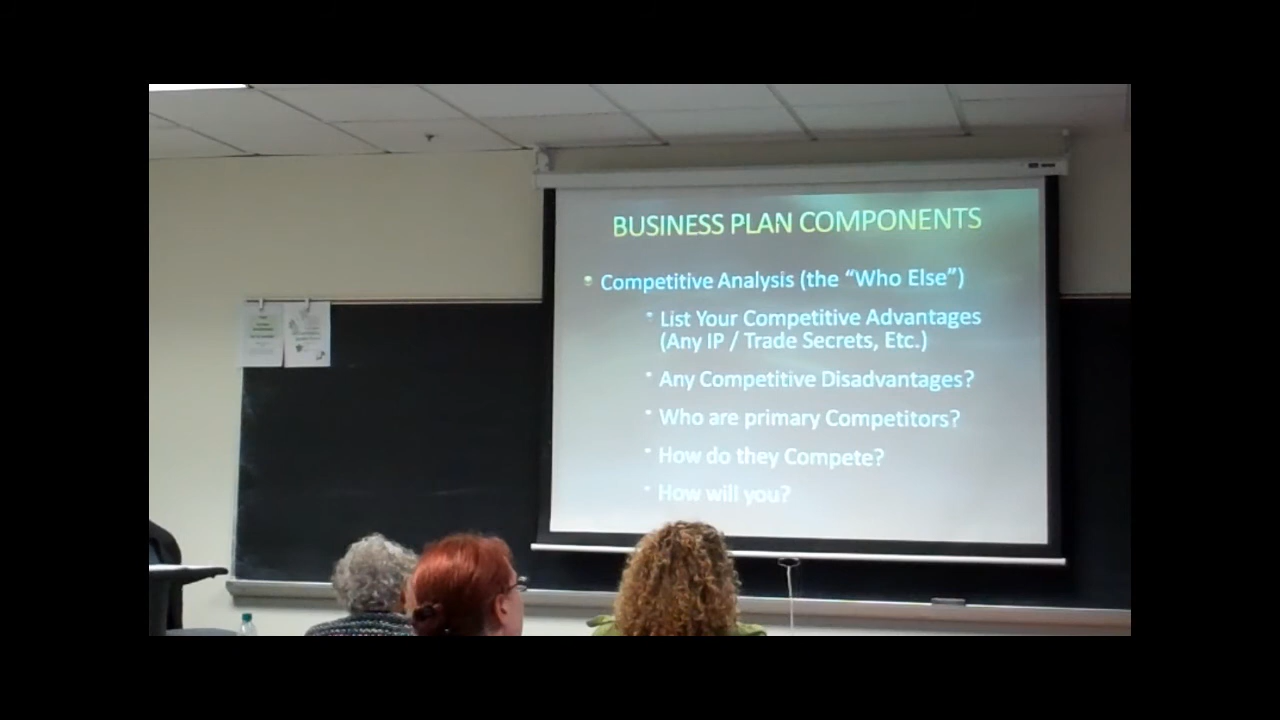 BUSINESS PLAN COMPONENTS
Competitive Analysis (the “Who Else”)
List Your Competitive Advantages
(Any IP / Trade Secrets, Etc.)
Any Competitive Disadvantages?
Who are primary Competitors?
How do they Compete?
How will you?